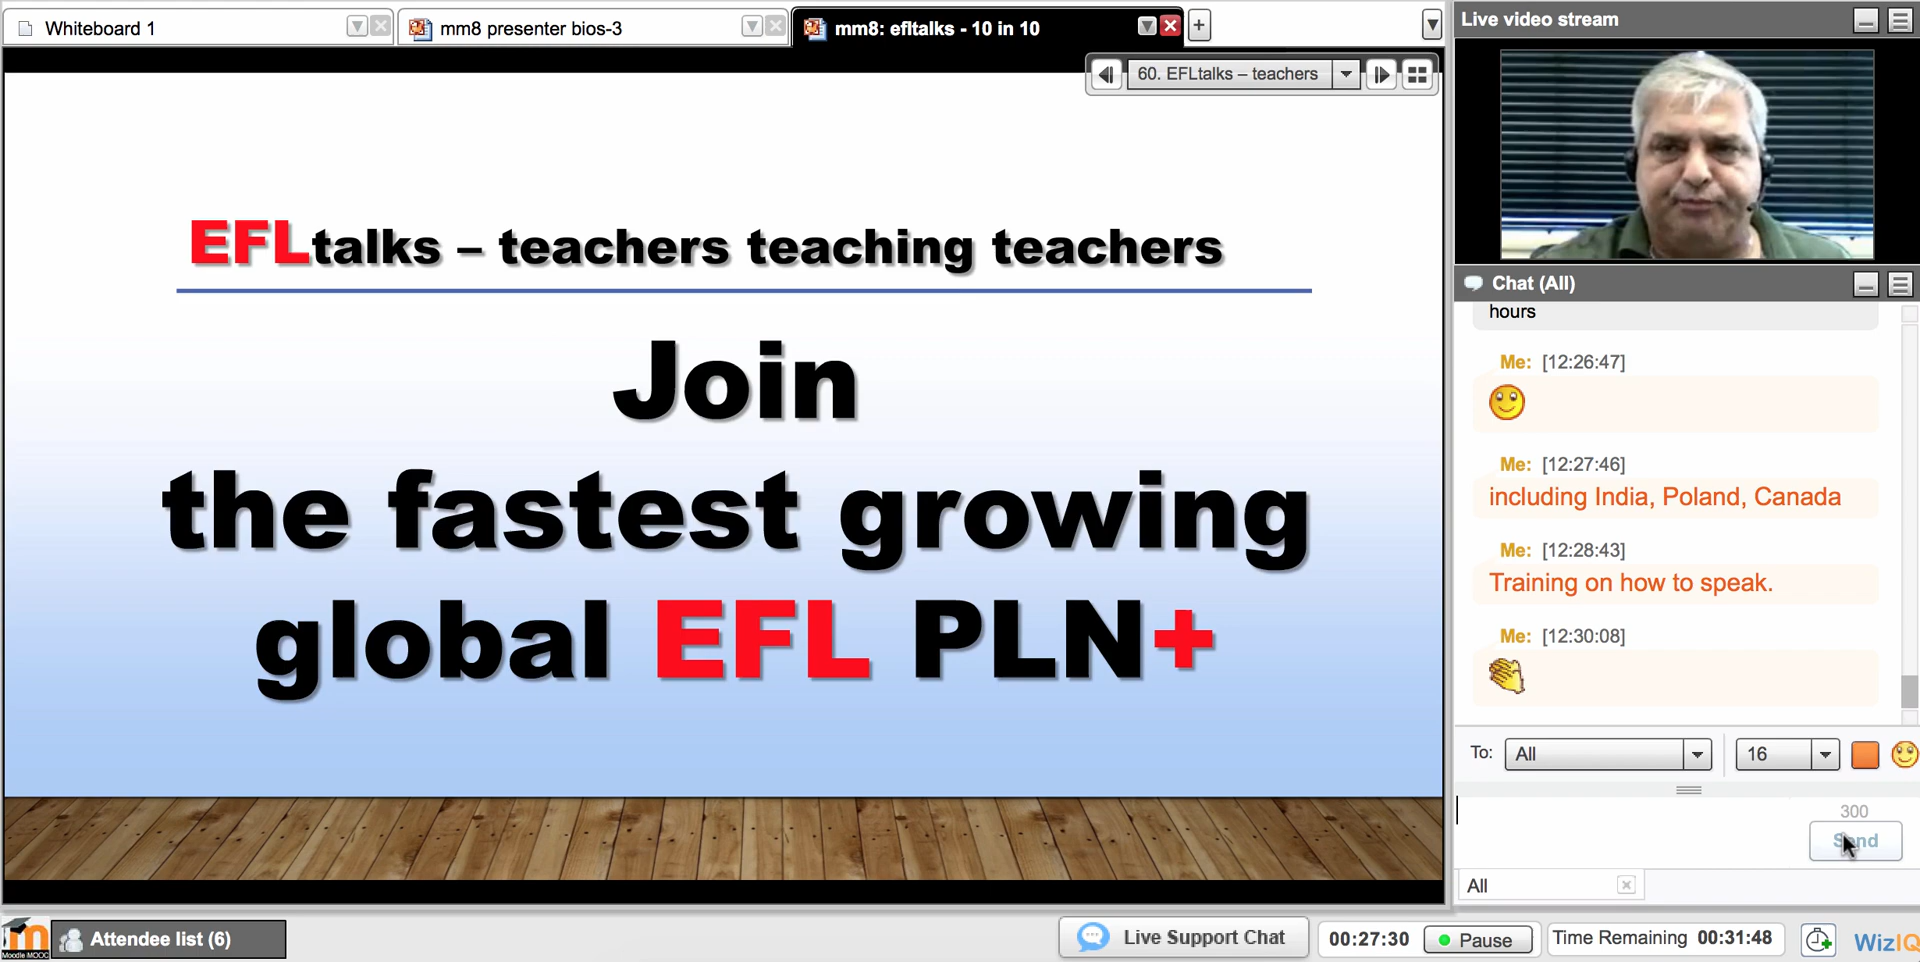 Whiteboard 1
mm8 presenter bios-3
mm8: efltalks - 10 in 10
60. EFLtalks – teachers
EFLtalks – teachers teaching teachers
Join
the fastest growing
global EFL PLN+
Live video stream
Chat (All)
hours
Me: [12:26:47]
Me: [12:27:46]
including India, Poland, Canada
Me: [12:28:43]
Training on how to speak.
Me: [12:30:08]
To: All 16
300
Send
All
m
Moodle MOOC
Attendee list (6)
Live Support Chat
00:27:30
Pause
Time Remaining 00:31:48
WizIQ